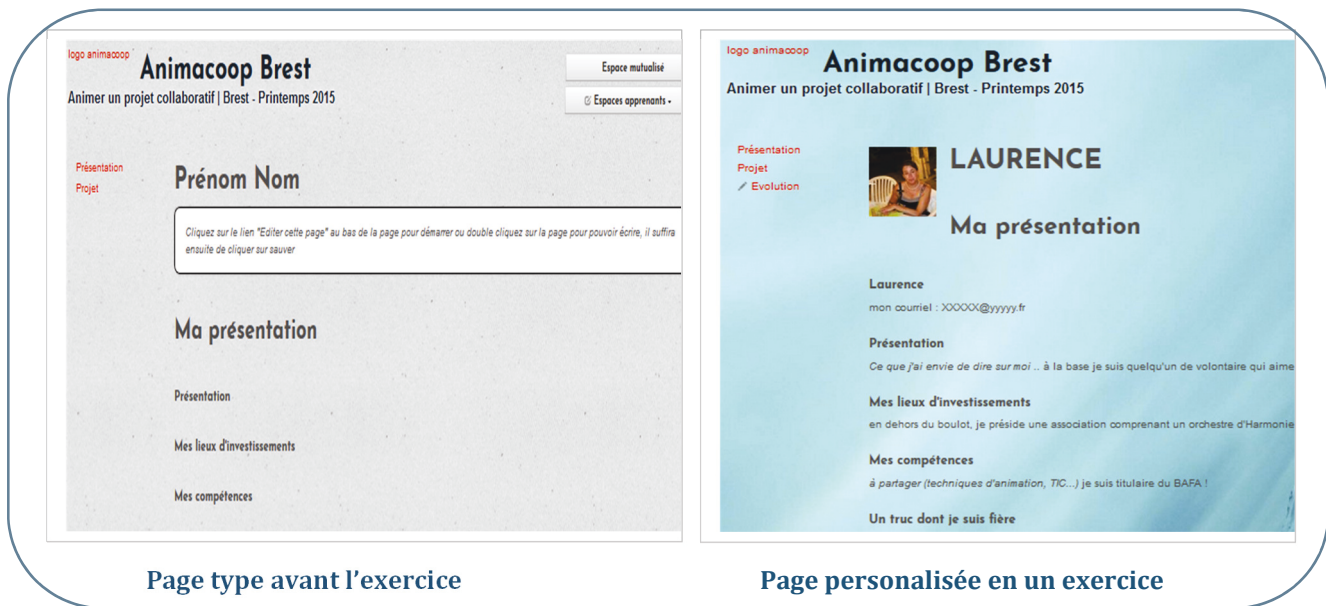 logo animacoop
Animacoop Brest
Animer un projet collaboratif | Brest - Printemps 2015
Espace mutualisé
Espaces apprenants
Présentation
Projet
Prénom Nom
Cliquez sur le lien "Editer cette page" au bas de la page pour démarrer ou double cliquez sur la page pour pouvoir écrire, il suffira
ensuite de cliquer sur sauver
Ma présentation
Présentation
Mes lieux d'investissements
Mes compétences
Page type avant l’exercice
logo animacoop
Animacoop Brest
Animer un projet collaboratif | Brest - Printemps 2015
Présentation
Projet
Evolution
LAURENCE
Ma présentation
Laurence
mon courriel : XXXXX@yyyyy.fr
Présentation
Ce que j'ai envie de dire sur moi .. à la base je suis quelqu'un de volontaire qui aime
Mes lieux d'investissements
en dehors du boulot, je préside une association comprenant un orchestre d'Harmonie
Mes compétences
à partager (techniques d'animation, TIC...) je suis titulaire du BAFA !
Un truc dont je suis fière
Page personalisée en un exercice